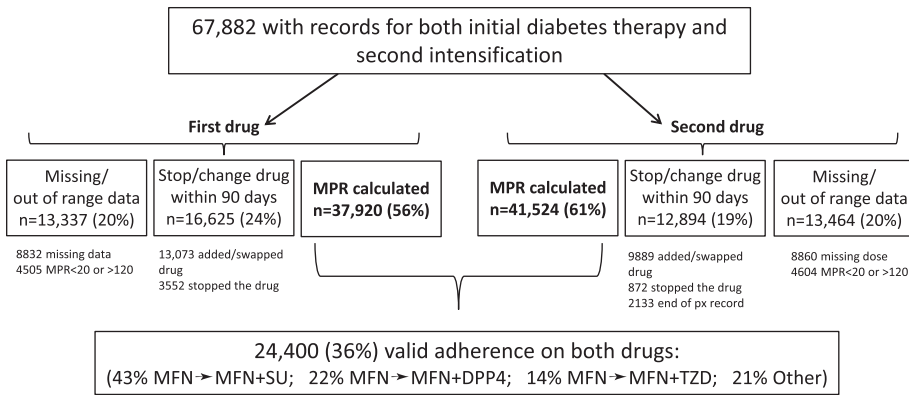 67,882 with records for both initial diabetes therapy and
second intensification
First drug
Second drug
Missing/
out of range data
n=13,337 (20%)
Stop/change drug
within 90 days
n=16,625 (24%)
MPR calculated
n=37,920 (56%)
MPR calculated
n=41,524 (61%)
Stop/change drug
within 90 days
n=12,894 (19%)
Missing/
out of range data
n=13,464 (20%)
8832 missing data
4505 MPR<20 or >120
13,073 added/swapped
drug
3552 stopped the drug
9889 added/swapped
drug
872 stopped the drug
2133 end of px record
8860 missing dose
4604 MPR<20 or >120
24,400 (36%) valid adherence on both drugs:
(43% MFN→MFN+SU; 22% MFN→MFN+DPP4; 14% MFN→MFN+TZD; 21% Other)